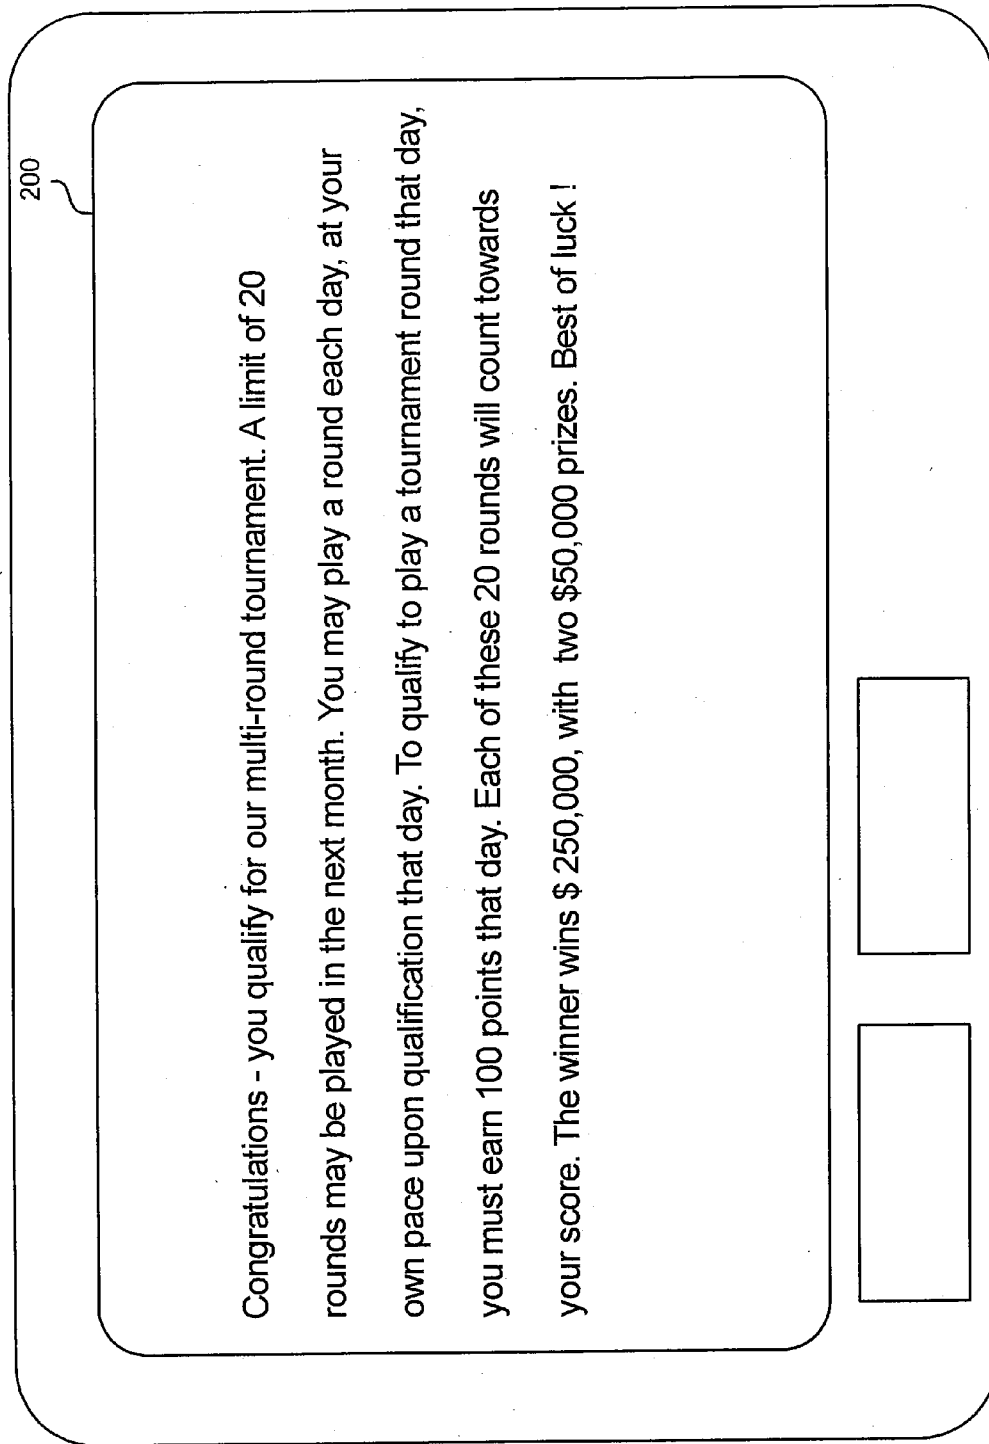 200
Congratulations - you qualify for our multi-round tournament. A limit of 20
rounds may be played in the next month. You may play a round each day, at your
own pace upon qualification that day. To qualify to play a tournament round that day,
you must earn 100 points that day. Each of these 20 rounds will count towards
your score. The winner wins $ 250,000, with two $50,000 prizes. Best of luck !